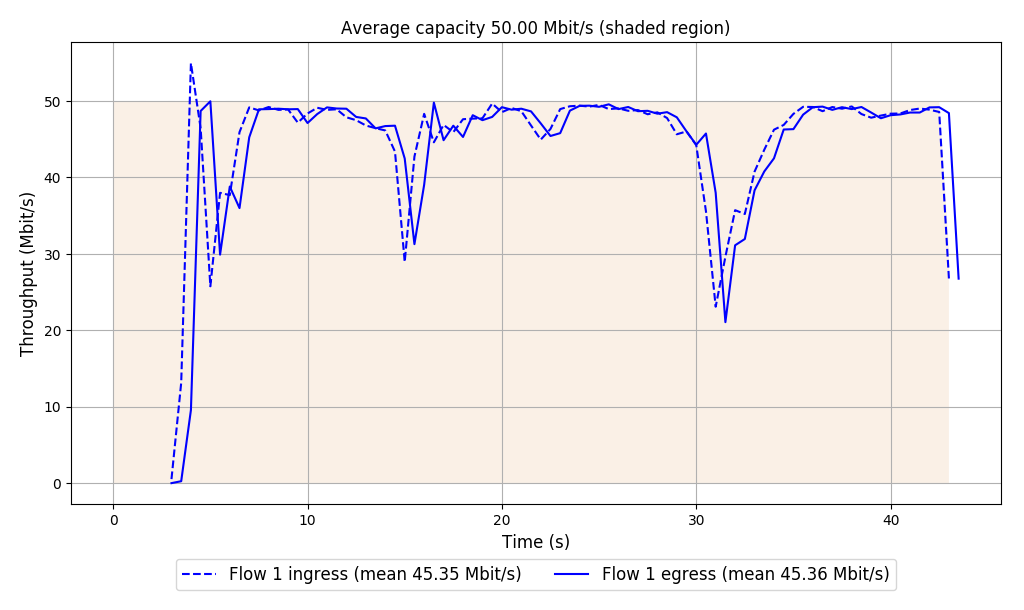 Average capacity 50.00 Mbit/s (shaded region)
Throughput (Mbit/s)
50
40
30
20
10
0
0 10 20 30 40
Time (s)
Flow 1 ingress (mean 45.35 Mbit/s) Flow 1 egress (mean 45.36 Mbit/s)